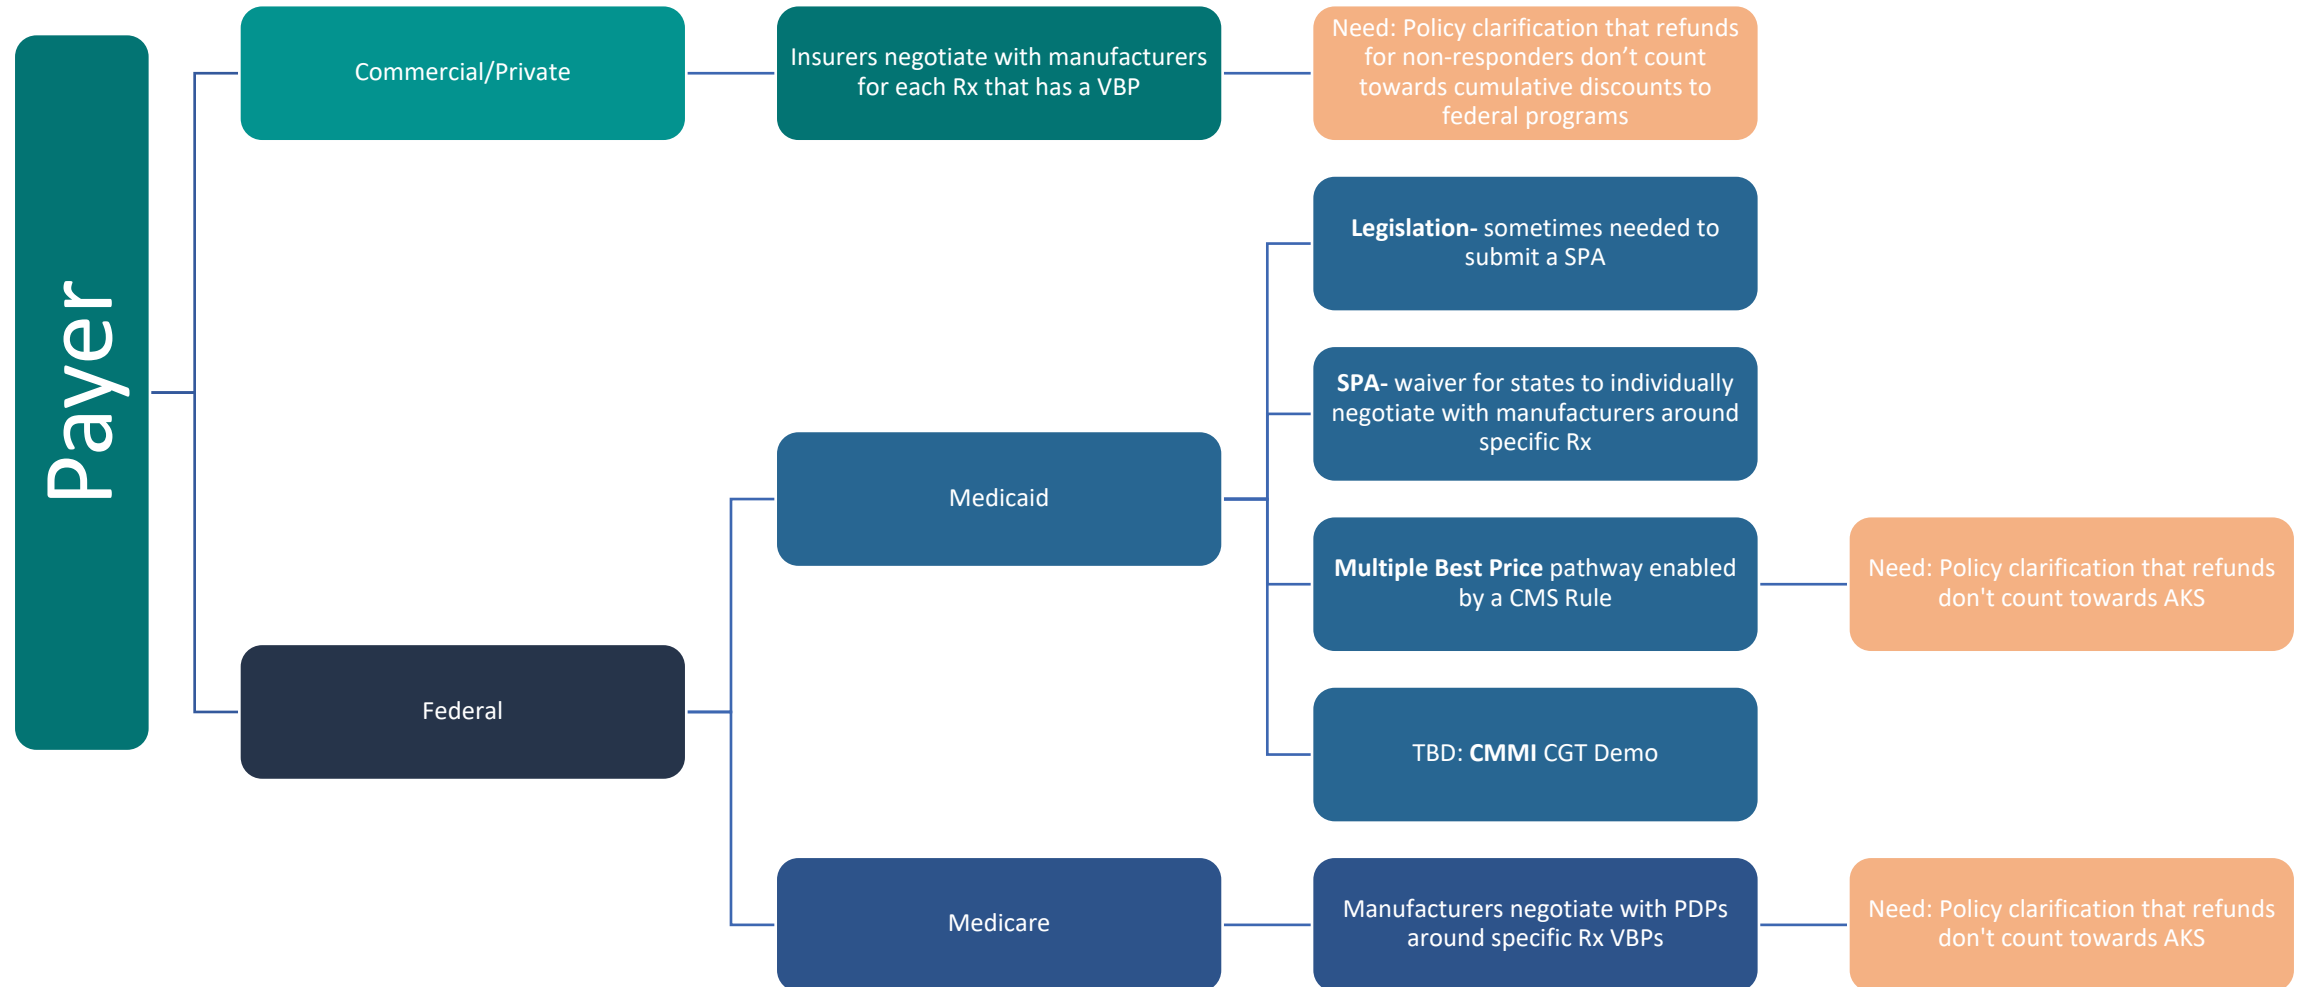 Payer
Commercial/Private
Insurers negotiate with manufacturers
for each Rx that has a VBP
Need: Policy clarification that refunds
for non-responders don’t count
towards cumulative discounts to
federal programs
Federal
Medicaid
Legislation- sometimes needed to
submit a SPA
SPA- waiver for states to individually
negotiate with manufacturers around
specific Rx
Multiple Best Price pathway enabled
by a CMS Rule
Need: Policy clarification that refunds
don't count towards AKS
TBD: CMMI CGT Demo
Medicare
Manufacturers negotiate with PDPs
around specific Rx VBPs
Need: Policy clarification that refunds
don't count towards AKS